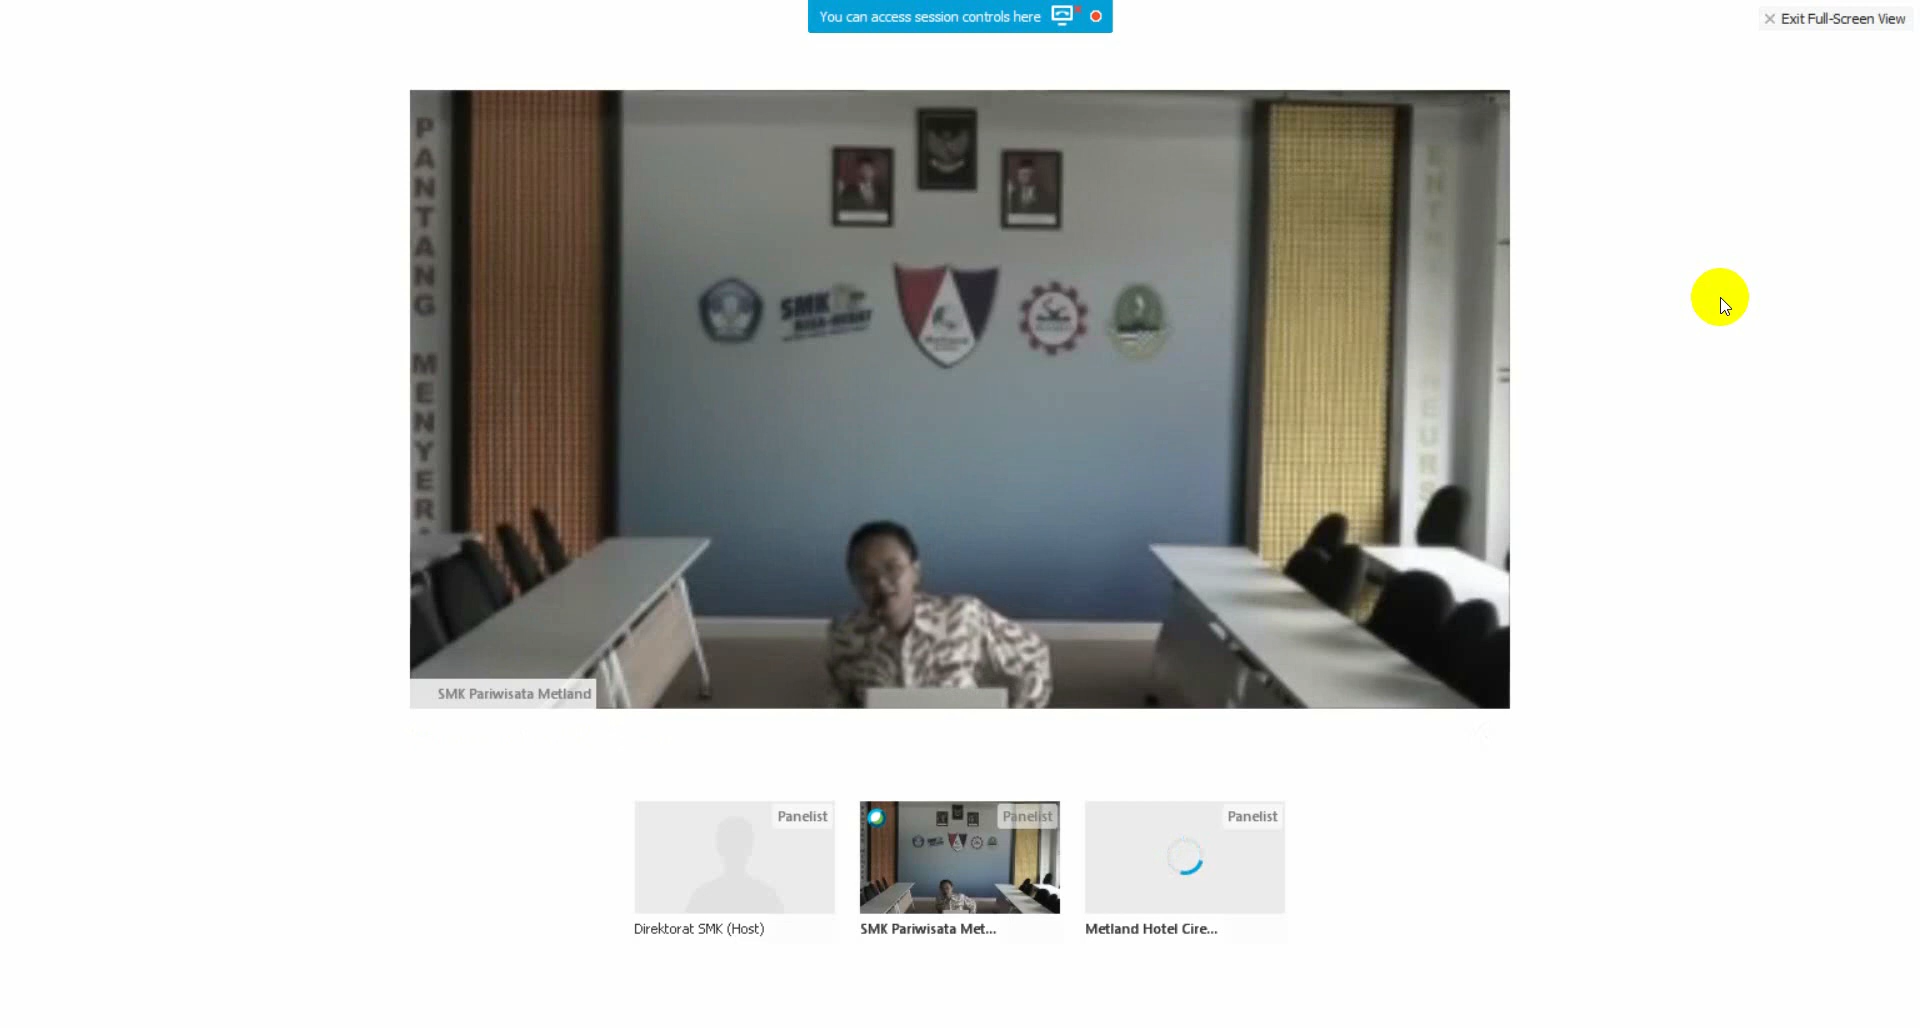 You can access session controls here
Exit Full-Screen View
PANTANG MENYER
SMK
SMK Pariwisata Metland
Panelist
Panelist
Panelist
Direktorat SMK (Host)
SMK Pariwisata Met...
Metland Hotel Cire...